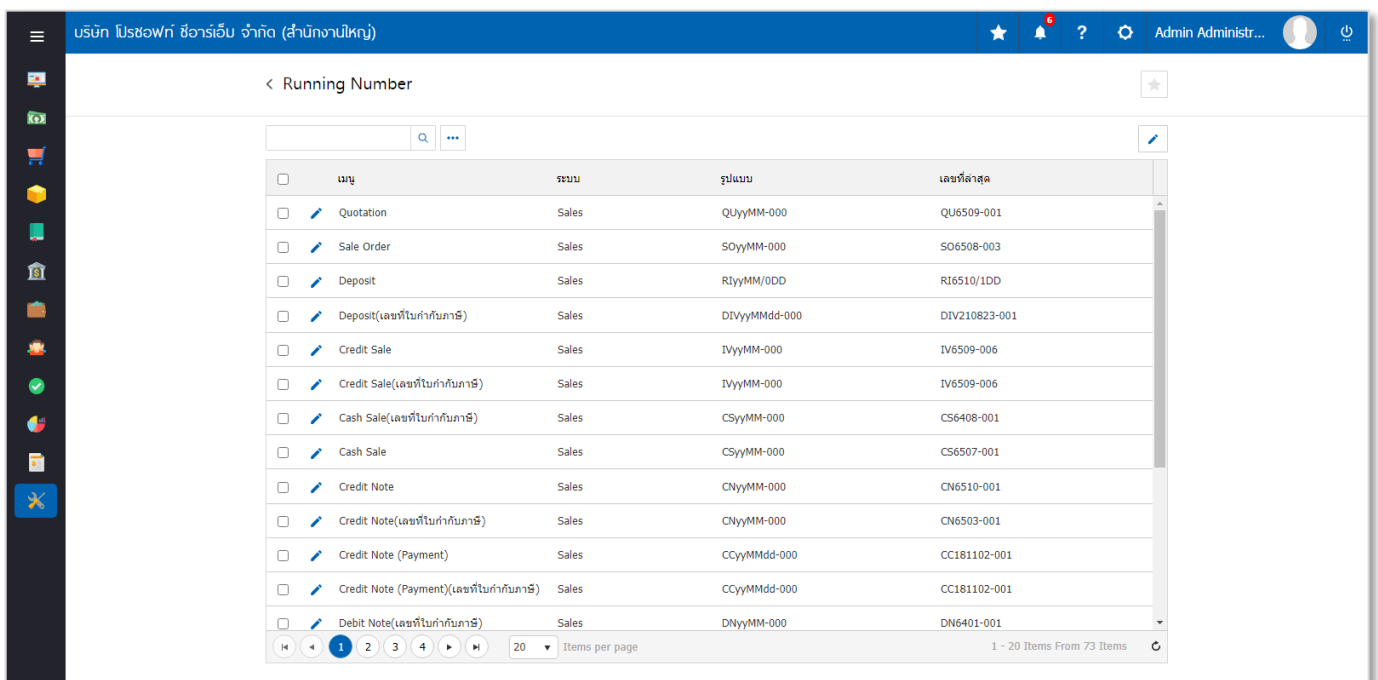 บริษัท โปรซอฟท์ ซีอาร์เอ็ม จำกัด (สำนักงานใหญ่) 6 ? Admin Administr...
< Running Number
เมนู ระบบ รูปแบบ เลขที่ล่าสุด
Quotation Sales QUyyMM-000 QU6509-001
Sale Order Sales SOyyMM-000 SO6508-003
Deposit Sales RIyyMM/0DD RI6510/1DD
Deposit(เลขที่ใบกำกับภาษี) Sales DIVyyMMdd-000 DIV210823-001
Credit Sale Sales IVyyMM-000 IV6509-006
Credit Sale(เลขที่ใบกำกับภาษี) Sales IVyyMM-000 IV6509-006
Cash Sale(เลขที่ใบกำกับภาษี) Sales CSyyMM-000 CS6408-001
Cash Sale Sales CSyyMM-000 CS6507-001
Credit Note Sales CNyyMM-000 CN6510-001
Credit Note(เลขที่ใบกำกับภาษี) Sales CNyyMM-000 CN6503-001
Credit Note (Payment) Sales CCyyMMdd-000 CC181102-001
Credit Note (Payment)(เลขที่ใบกำกับภาษี) Sales CCyyMMdd-000 CC181102-001
Debit Note(เลขที่ใบกำกับภาษี) Sales DNyyMM-000 DN6401-001
1 2 3 4 20 Items per page 1 - 20 Items From 73 Items